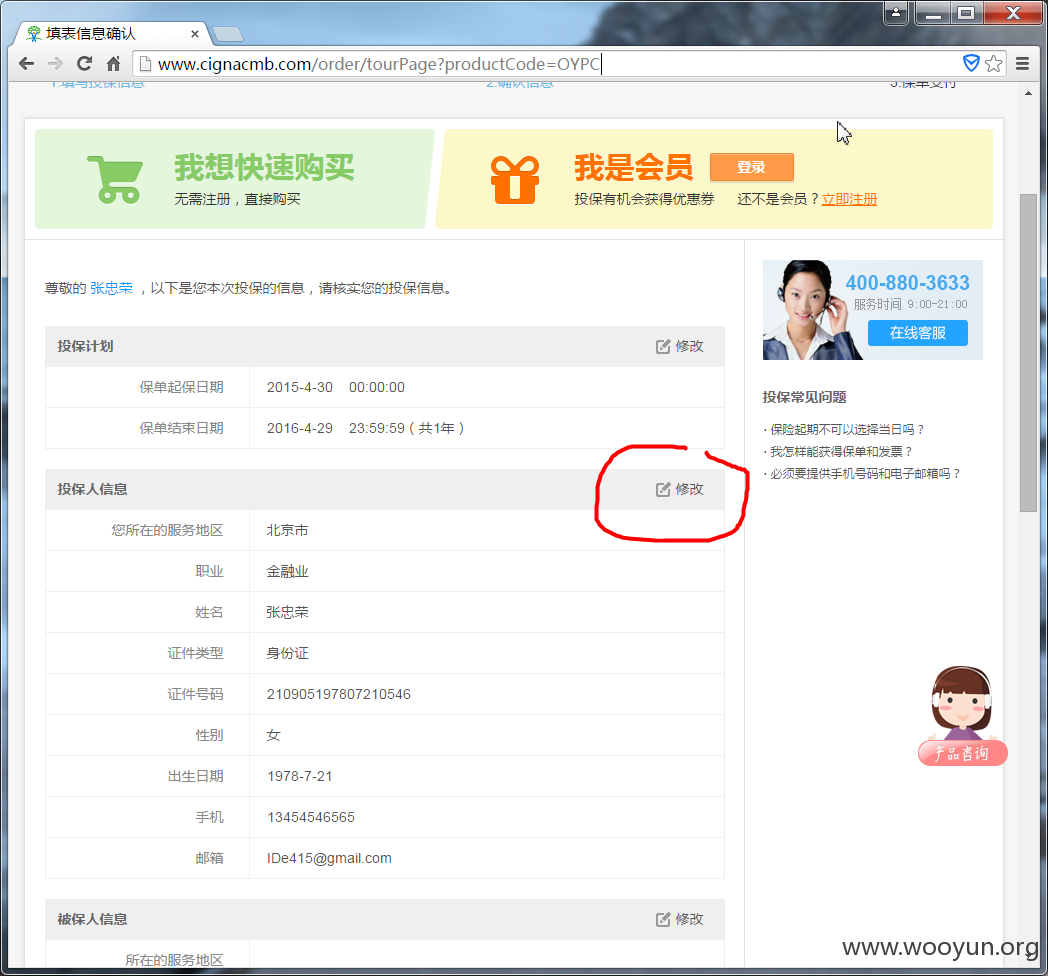 填表信息确认
www.cignacmb.com/order/tourPage?productCode=OYPC
1.填写投保信息
2.确认信息
3.保单支付
我想快速购买
无需注册，直接购买
我是会员 登录
投保有机会获得优惠券 还不是会员？立即注册
尊敬的 张忠荣 ，以下是您本次投保的信息，请核实您的投保信息。
投保计划 修改
保单起保日期 2015-4-30 00:00:00
保单结束日期 2016-4-29 23:59:59 ( 共1年 )
投保人信息 修改
您所在的服务地区 北京市
职业 金融业
姓名 张忠荣
证件类型 身份证
证件号码 210905197807210546
性别 女
出生日期 1978-7-21
手机 13454546565
邮箱 IDe415@gmail.com
被保人信息 修改
所在的服务地区
400-880-3633
服务时间 9:00-21:00
在线客服
投保常见问题
· 保险起期不可以选择当日吗？
· 我怎样能获得保单和发票？
· 必须要提供手机号码和电子邮箱吗？
产品咨询
www.wooyun.org